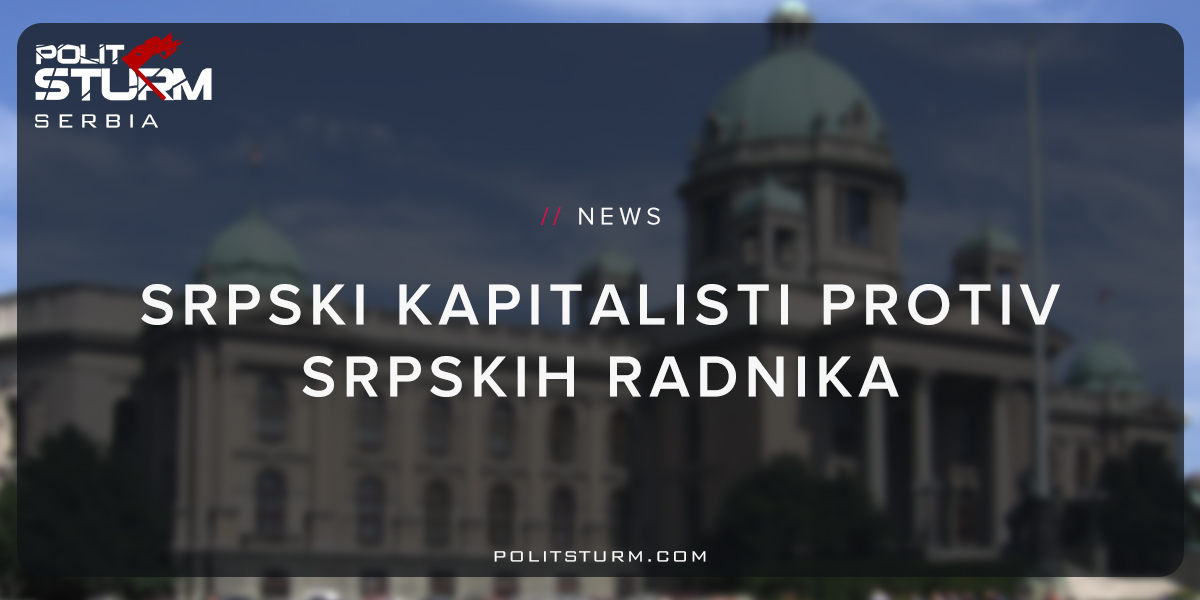 POLIT
STURM
SERBIA
// NEWS
SRPSKI KAPITALISTI PROTIV
SRPSKIH RADNIKA
POLITSTURM.COM